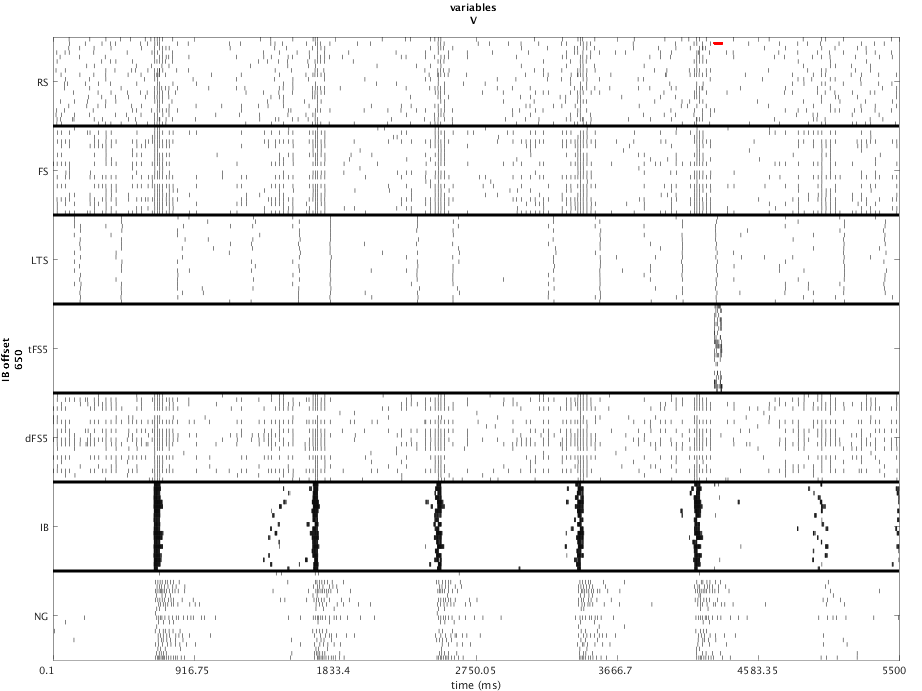 variables
V
RS
FS
LTS
tFS5
dFS5
IB
NG
IB offset
650
0.1
916.75
1833.4
2750.05
3666.7
4583.35
5500
time (ms)